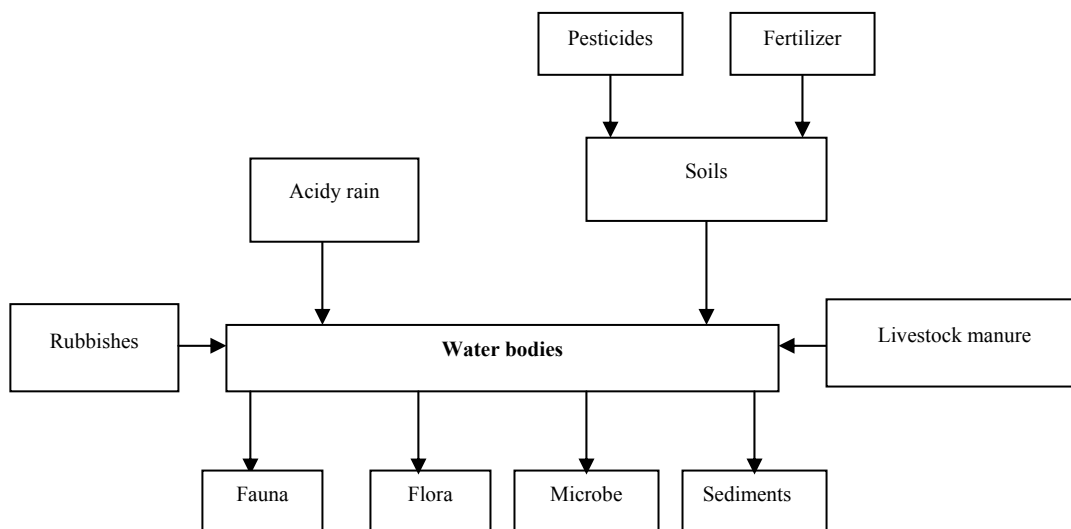 Pesticides
Fertilizer
Soils
Acidy rain
Rubbishes
Water bodies
Livestock manure
Fauna
Flora
Microbe
Sediments